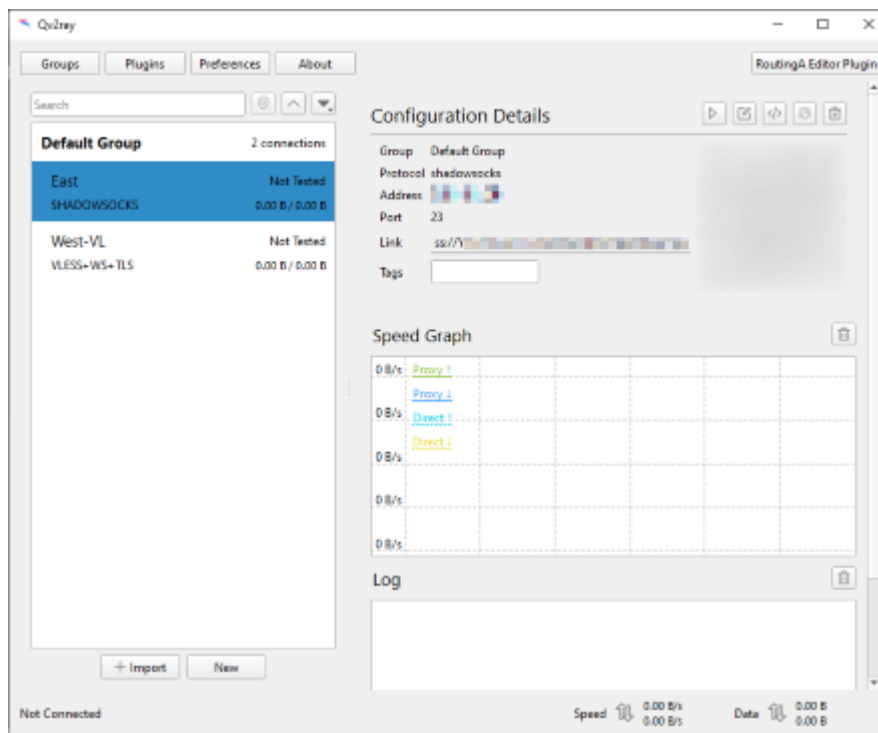 Qv2ray
Groups Plugins Preferences About RoutingA Editor Plugin
Search
Default Group 2 connections
East Not Tested
SHADOWSOCKS 0.00 B / 0.00 B
West-VL Not Tested
VLESS+WS+TLS 0.00 B / 0.00 B
Import New
Configuration Details
Group Default Group
Protocol shadowsocks
Address
Port 23
Link ss://
Tags
Speed Graph
0 B/s Proxy ↑
Proxy ↓
0 B/s Direct ↑
Direct ↓
0 B/s
0 B/s
0 B/s
Log
Not Connected
Speed 0.00 B/s
0.00 B/s
Data 0.00 B
0.00 B